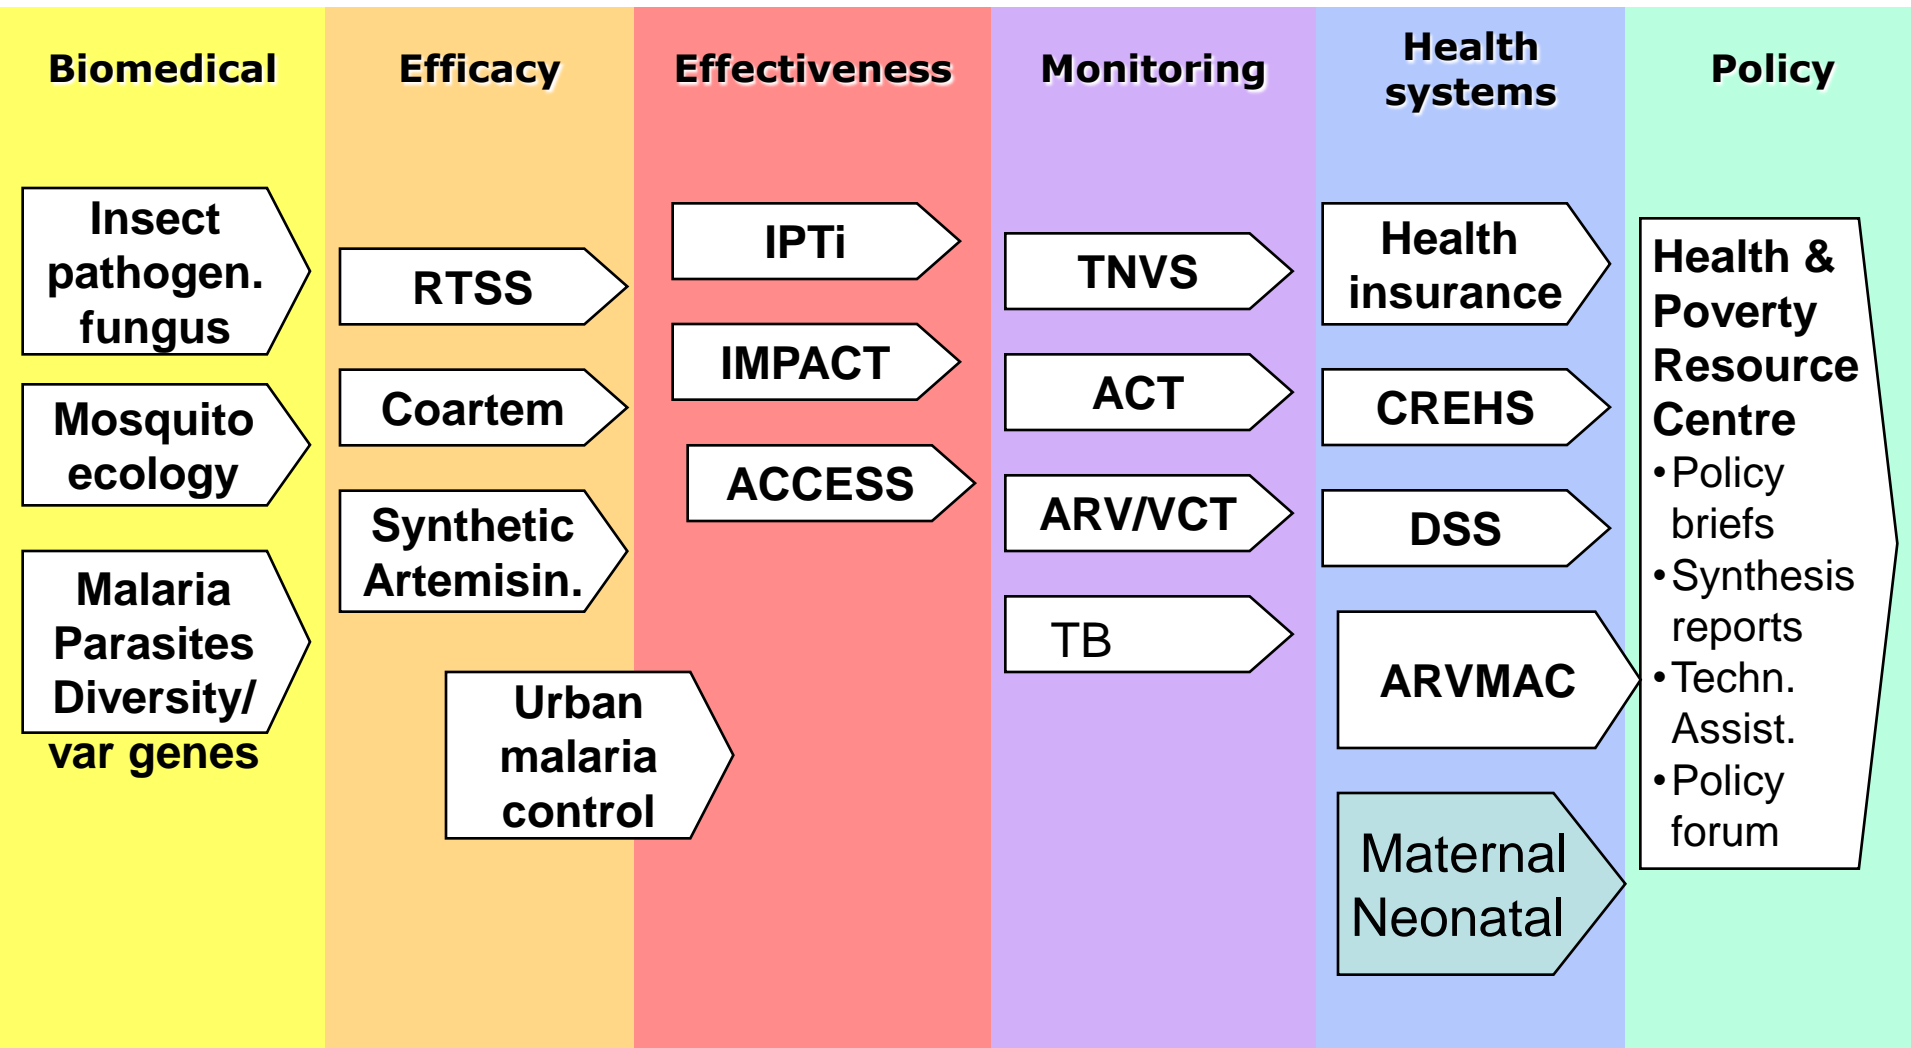 Biomedical
Efficacy
Effectiveness
Monitoring
Health
systems
Policy
Insect
pathogen.
fungus
Mosquito
ecology
Malaria
Parasites
Diversity/
var genes
RTSS
Coartem
Synthetic
Artemisin.
Urban
malaria
control
IPTi
IMPACT
ACCESS
TNVS
ACT
ARV/VCT
TB
Health
insurance
CREHS
DSS
ARVMAC
Maternal
Neonatal
Health &
Poverty
Resource
Centre
•Policy
briefs
•Synthesis
reports
•Techn.
Assist.
•Policy
forum